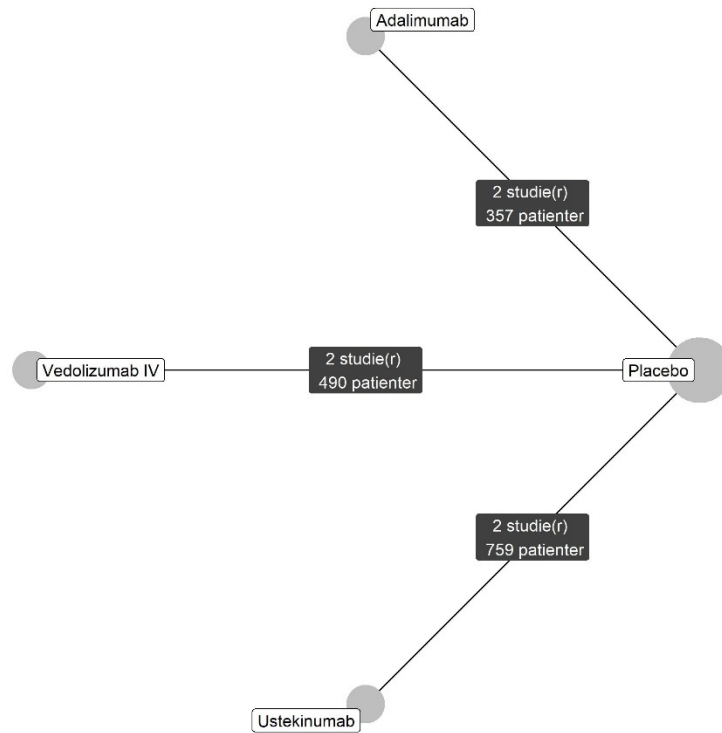 Adalimumab
2 studie(r)
357 patienter
Vedolizumab IV
2 studie(r)
490 patienter
Placebo
2 studie(r)
759 patienter
Ustekinumab